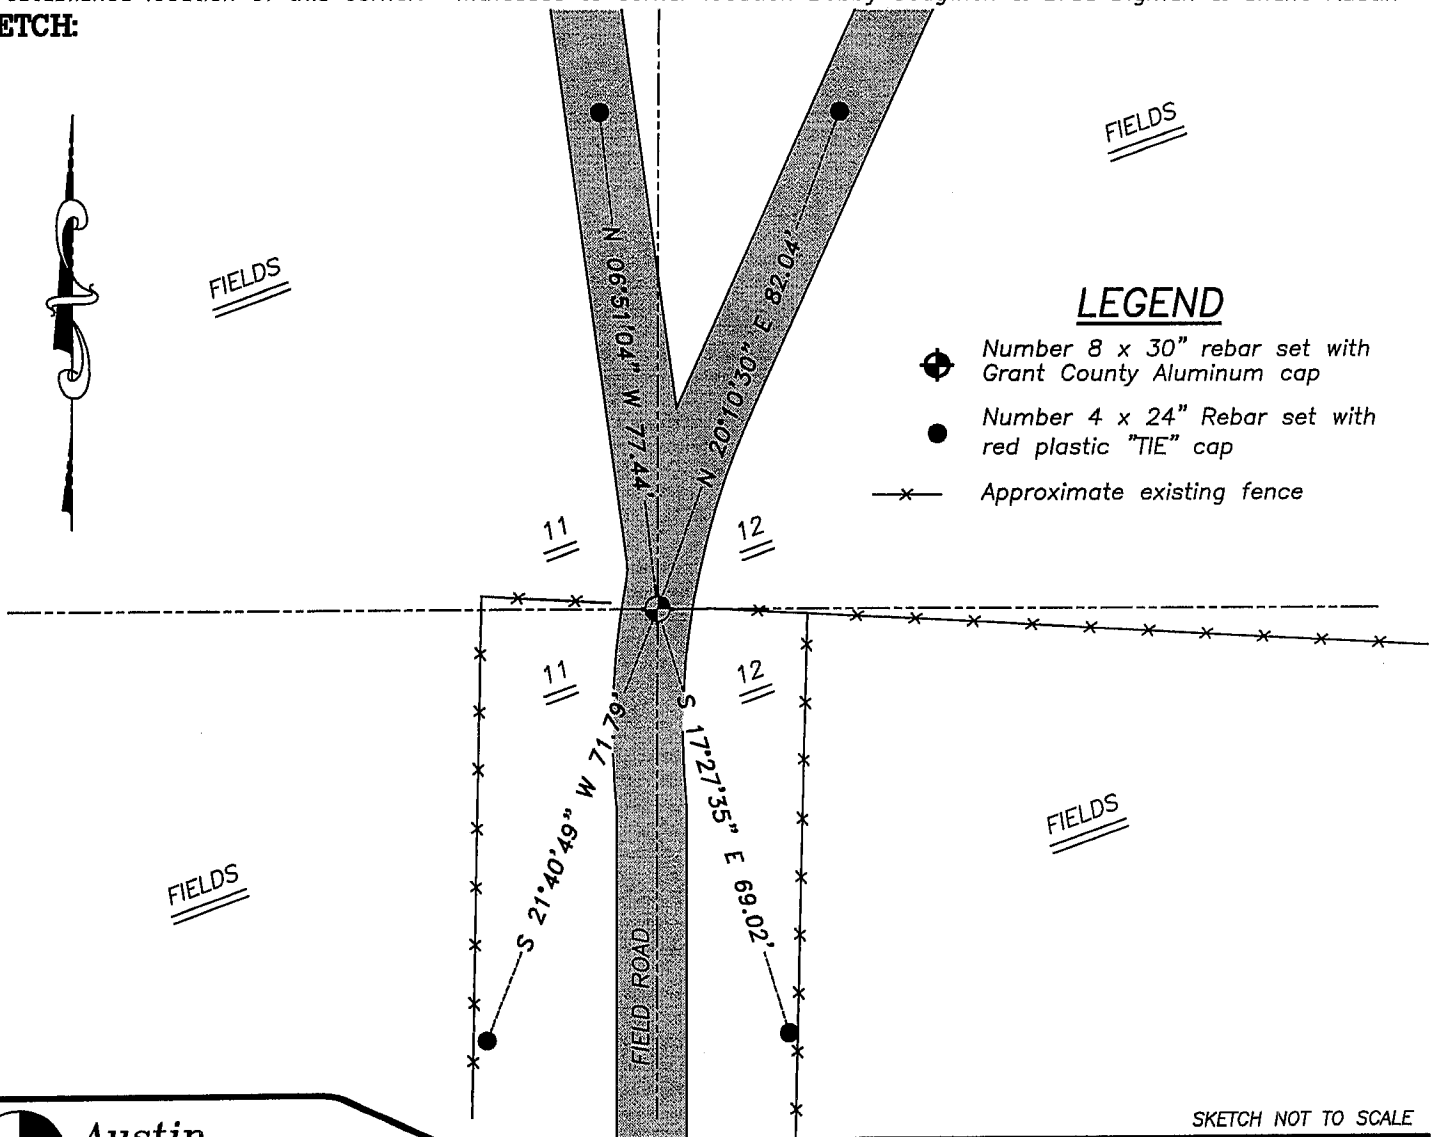 ETCH:
FIELDS
FIELDS
N 06°51'04" W 77.44'
N 20°10'30" E 82.04'
LEGEND
Number 8 x 30" rebar set with
Grant County Aluminum cap
Number 4 x 24" Rebar set with
red plastic "TIE" cap
Approximate existing fence
11
12
11
12
S 21°40'49" W 71.79'
S 17°27'35" E 69.02'
FIELDS
FIELDS
FIELD ROAD
SKETCH NOT TO SCALE
Austin